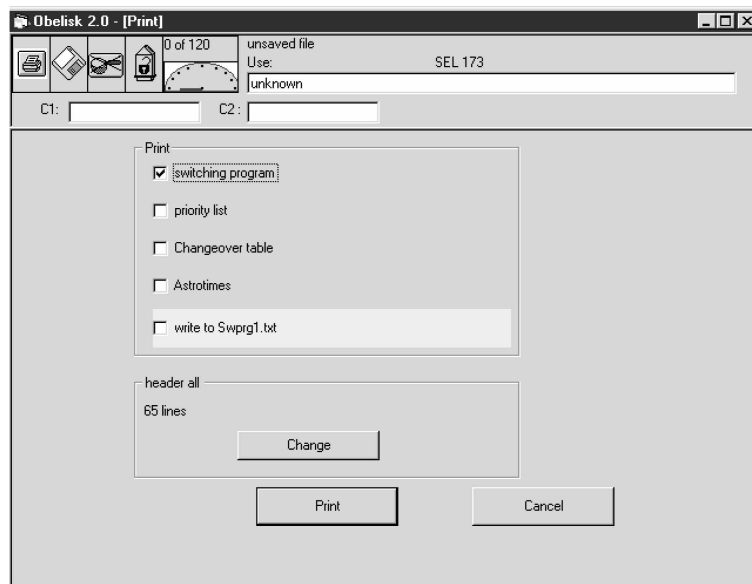 Obelisk 2.0 - [Print]
0 of 120
unsaved file
Use: SEL 173
unknown
C1: C2:
Print
switching program
priority list
Changeover table
Astrotimes
write to Swprg1.txt
header all
65 lines
Change
Print Cancel